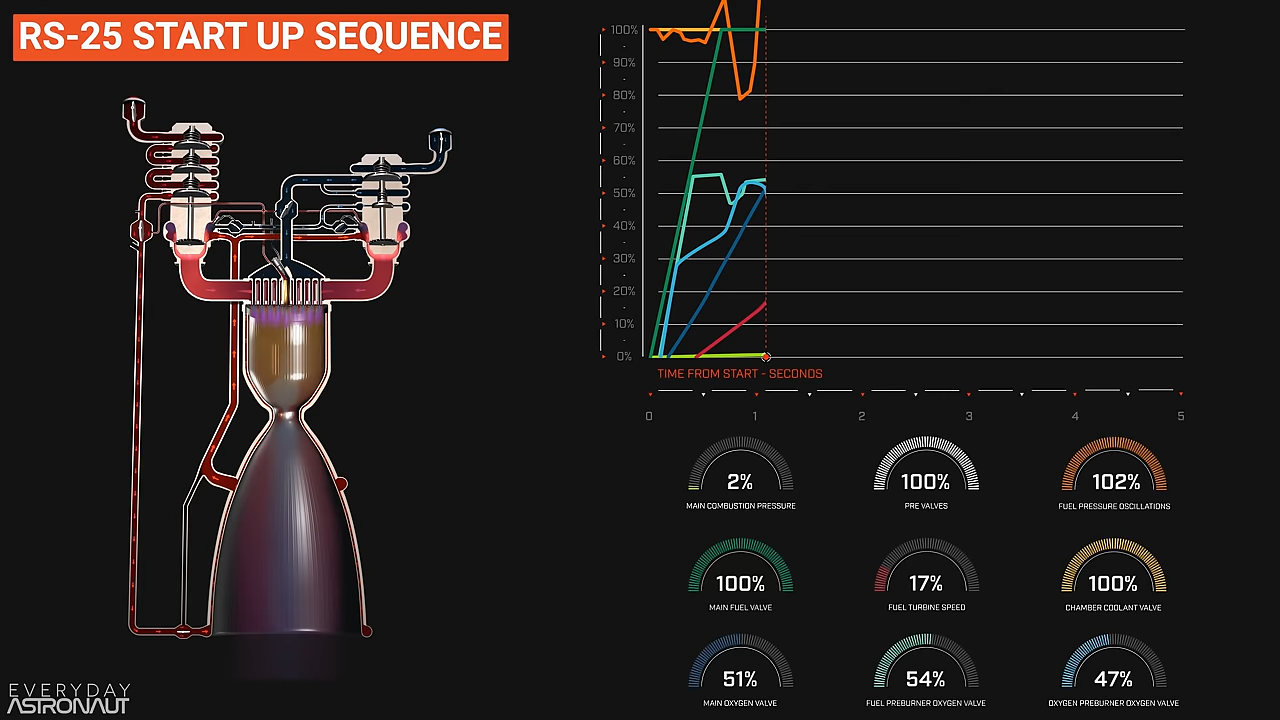 RS-25 START UP SEQUENCE
100%
90%
80%
70%
60%
50%
40%
30%
20%
10%
0%
TIME FROM START - SECONDS
0 1 2 3 4 5
2% 100% 102%
MAIN COMBUSTION PRESSURE PRE VALVES FUEL PRESSURE OSCILLATIONS
100% 17% 100%
MAIN FUEL VALVE FUEL TURBINE SPEED CHAMBER COOLANT VALVE
51% 54% 47%
MAIN OXYGEN VALVE FUEL PREBURNER OXYGEN VALVE OXYGEN PREBURNER OXYGEN VALVE
EVERYDAY
ASTRONAUT